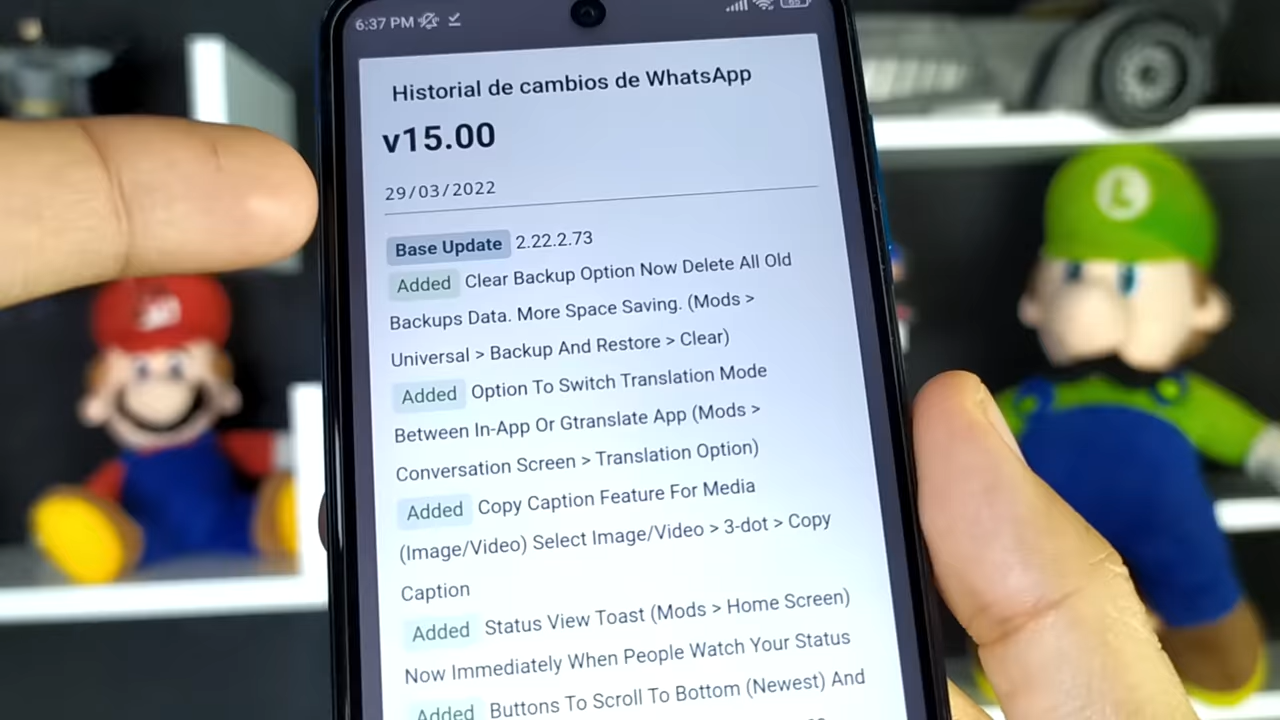 6:37 PM
Historial de cambios de WhatsApp
v15.00
29/03/2022
Base Update 2.22.2.73
Added Clear Backup Option Now Delete All Old
Backups Data. More Space Saving. (Mods >
Universal > Backup And Restore > Clear)
Added Option To Switch Translation Mode
Between In-App Or Gtranslate App (Mods >
Conversation Screen > Translation Option)
Added Copy Caption Feature For Media
(Image/Video) Select Image/Video > 3-dot > Copy
Caption
Added Status View Toast (Mods > Home Screen)
Now Immediately When People Watch Your Status
Added Buttons To Scroll To Bottom (Newest) And
L